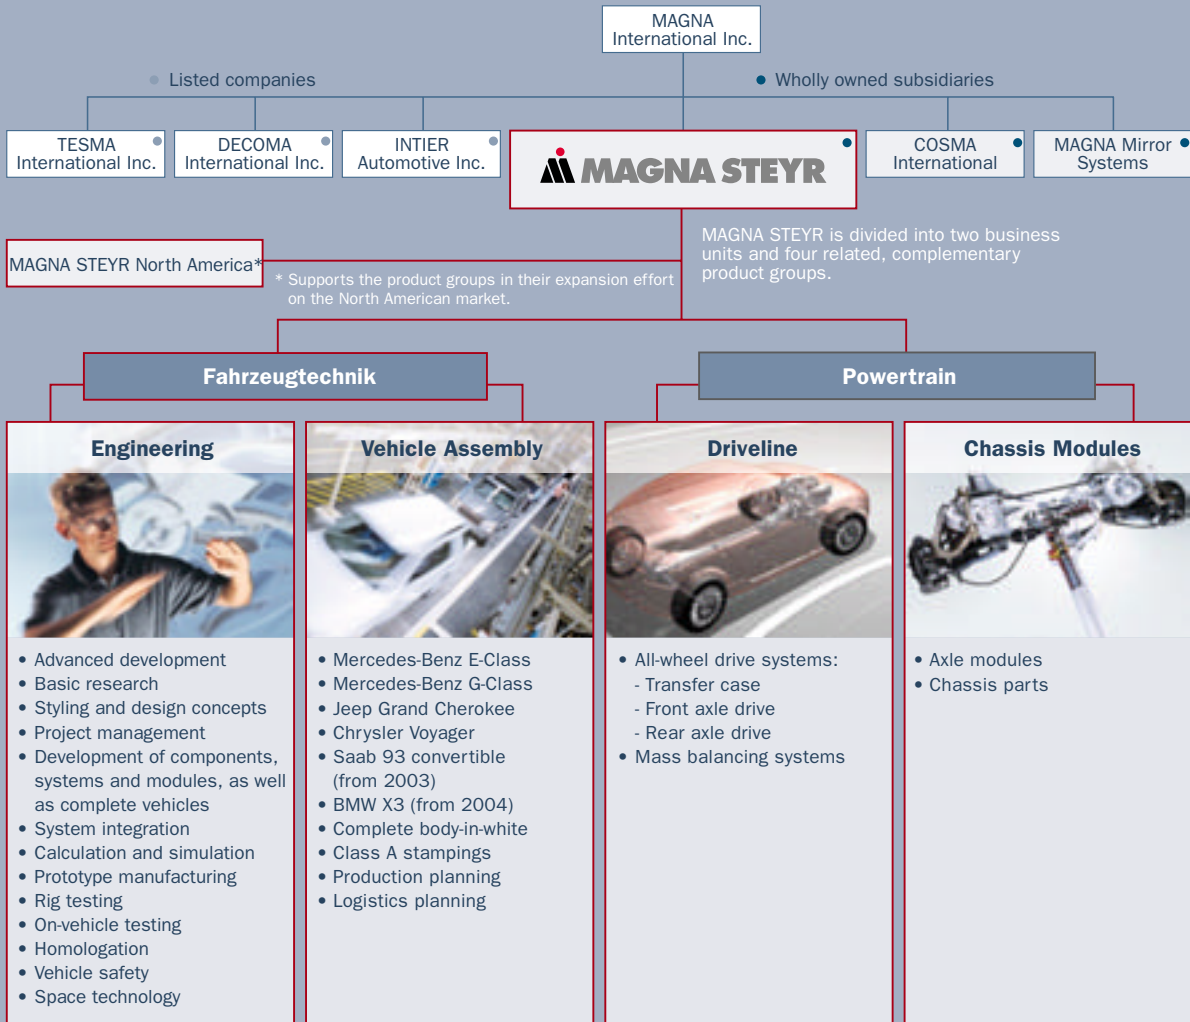 MAGNA
International Inc.
• Listed companies
• Wholly owned subsidiaries
TESMA
International Inc.
DECOMA
International Inc.
INTIER
Automotive Inc.
MAGNA STEYR
COSMA
International
MAGNA Mirror
Systems
MAGNA STEYR North America*
* Supports the product groups in their expansion effort
on the North American market.
MAGNA STEYR is divided into two business
units and four related, complementary
product groups.
Fahrzeugtechnik
Powertrain
Engineering
• Advanced development
• Basic research
• Styling and design concepts
• Project management
• Development of components,
systems and modules, as well
as complete vehicles
• System integration
• Calculation and simulation
• Prototype manufacturing
• Rig testing
• On-vehicle testing
• Homologation
• Vehicle safety
• Space technology
Vehicle Assembly
• Mercedes-Benz E-Class
• Mercedes-Benz G-Class
• Jeep Grand Cherokee
• Chrysler Voyager
• Saab 93 convertible
(from 2003)
• BMW X3 (from 2004)
• Complete body-in-white
• Class A stampings
• Production planning
• Logistics planning
Driveline
• All-wheel drive systems:
- Transfer case
- Front axle drive
- Rear axle drive
• Mass balancing systems
Chassis Modules
• Axle modules
• Chassis parts